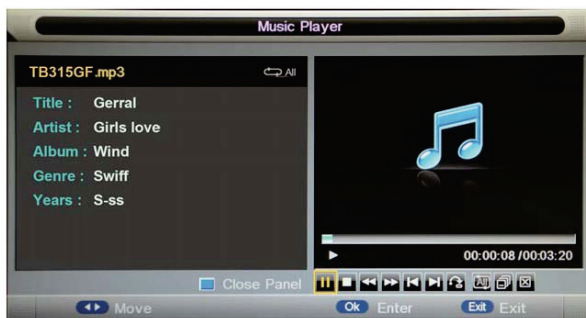 Music Player
TB315GF.mp3
All
Title : Gerral
Artist : Girls love
Album : Wind
Genre : Swiff
Years : S-ss
00:00:08 /00:03:20
Close Panel
All
Move
Ok Enter
Exit Exit